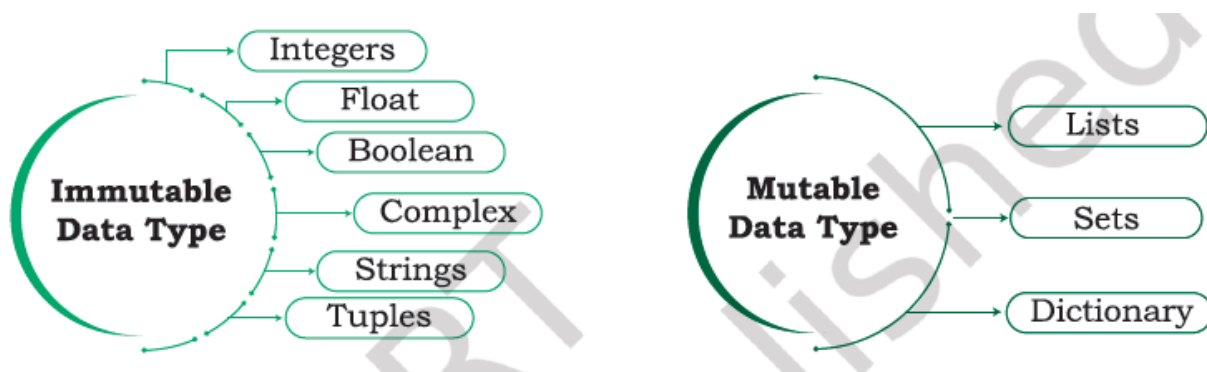 Immutable
Data Type
Integers
Float
Boolean
Complex
Strings
Tuples
Mutable
Data Type
Lists
Sets
Dictionary